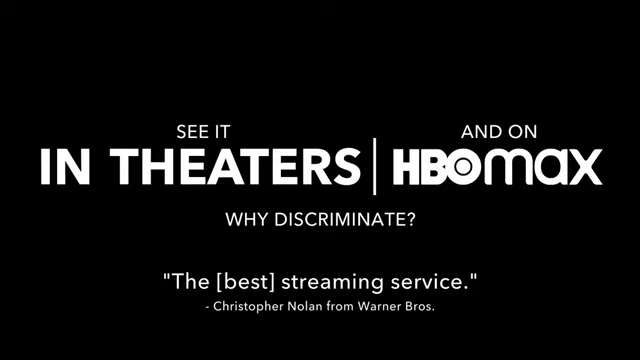 SEE IT
IN THEATERS
AND ON
HBOmax
WHY DISCRIMINATE?
"The [best] streaming service."
- Christopher Nolan from Warner Bros.